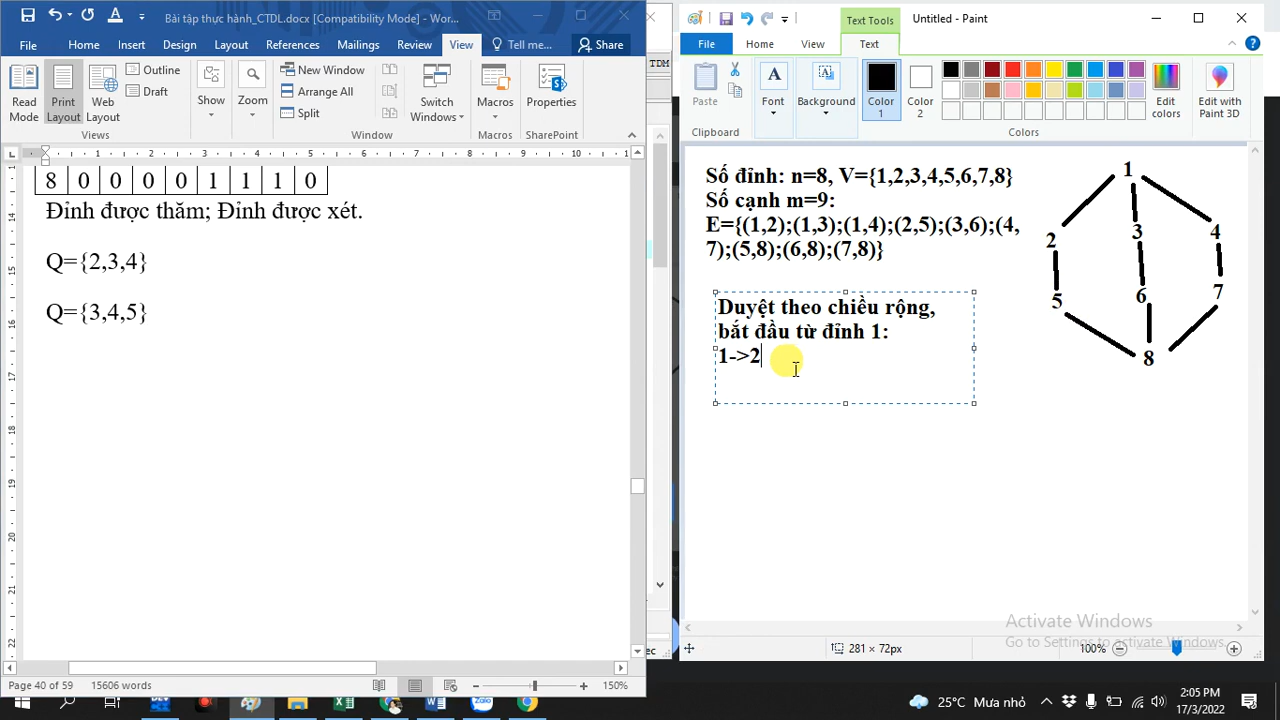 Bài tập thực hành_CTDL.docx [Compatibility Mode] - Wor...
File Home Insert Design Layout References Mailings Review View Tell me... Share
Read Mode
Print Layout
Web Layout
Outline
Draft
Views
Show
Zoom
New Window
Arrange All
Split
Window
Switch Windows
Macros
Macros
Properties
SharePoint
8 0 0 0 0 1 1 1 0
Đỉnh được thăm; Đỉnh được xét.
Q={2,3,4}
Q={3,4,5}
Page 40 of 59 15606 words
150%
TDM
Text Tools
Untitled - Paint
File Home View Text
Paste
Clipboard
Font
Background
Color 1
Color 2
Edit colors
Colors
Edit with Paint 3D
Số đỉnh: n=8, V={1,2,3,4,5,6,7,8}
Số cạnh m=9:
E={(1,2);(1,3);(1,4);(2,5);(3,6);(4,
7);(5,8);(6,8);(7,8)}
Duyệt theo chiều rộng,
bắt đầu từ đỉnh 1:
1->2
1
2 3 4
5 6 7
8
Activate Windows
Go to Settings to activate Windows.
281 × 72px
100%
25°C Mưa nhỏ
2:05 PM
17/3/2022